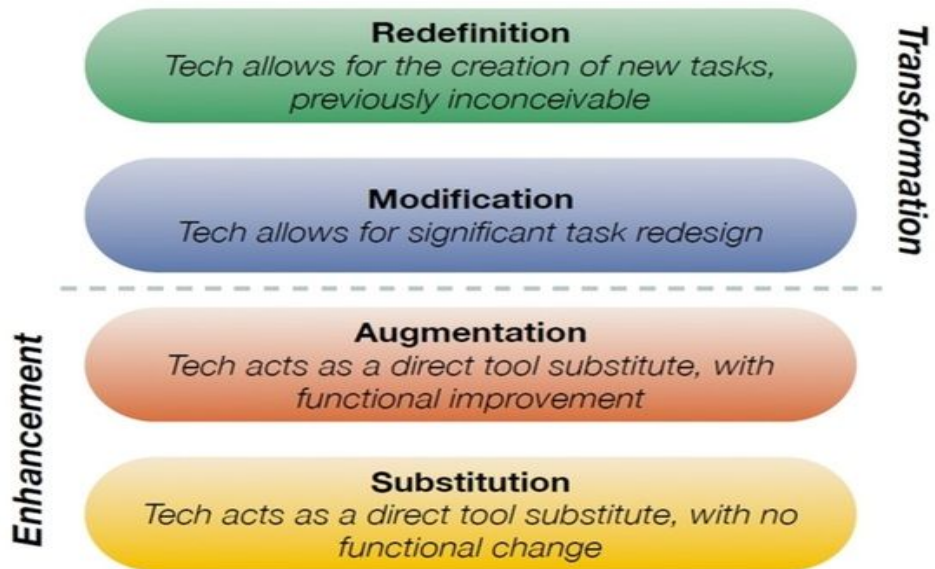 Redefinition
Tech allows for the creation of new tasks,
previously inconceivable
Transformation
Modification
Tech allows for significant task redesign
Augmentation
Tech acts as a direct tool substitute, with
functional improvement
Enhancement
Substitution
Tech acts as a direct tool substitute, with no
functional change